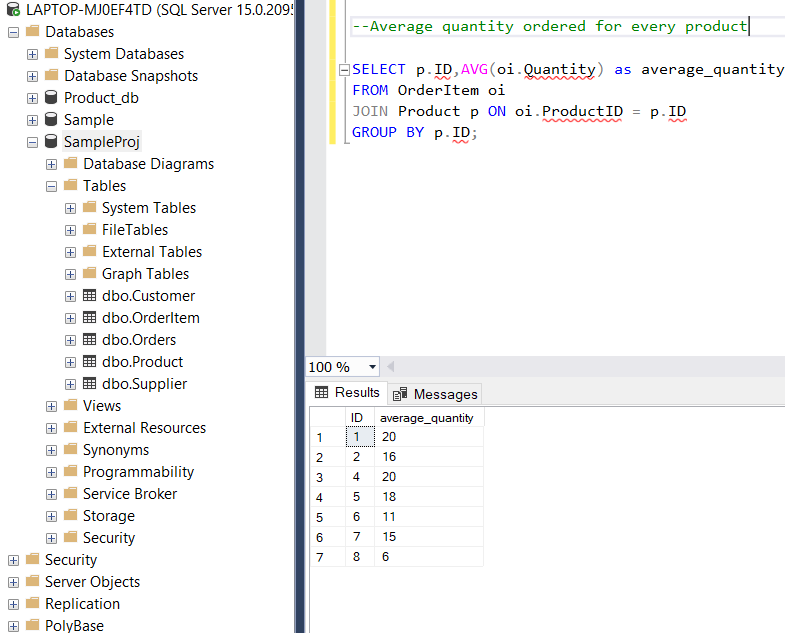 LAPTOP-MJ0EF4TD (SQL Server 15.0.2095
Databases
System Databases
Database Snapshots
Product_db
Sample
SampleProj
Database Diagrams
Tables
System Tables
FileTables
External Tables
Graph Tables
dbo.Customer
dbo.OrderItem
dbo.Orders
dbo.Product
dbo.Supplier
Views
External Resources
Synonyms
Programmability
Service Broker
Storage
Security
Security
Server Objects
Replication
PolyBase
--Average quantity ordered for every product
SELECT p.ID,AVG(oi.Quantity) as average_quantity
FROM OrderItem oi
JOIN Product p ON oi.ProductID = p.ID
GROUP BY p.ID;
100 %
Results Messages
ID average_quantity
1 1 20
2 2 16
3 4 20
4 5 18
5 6 11
6 7 15
7 8 6